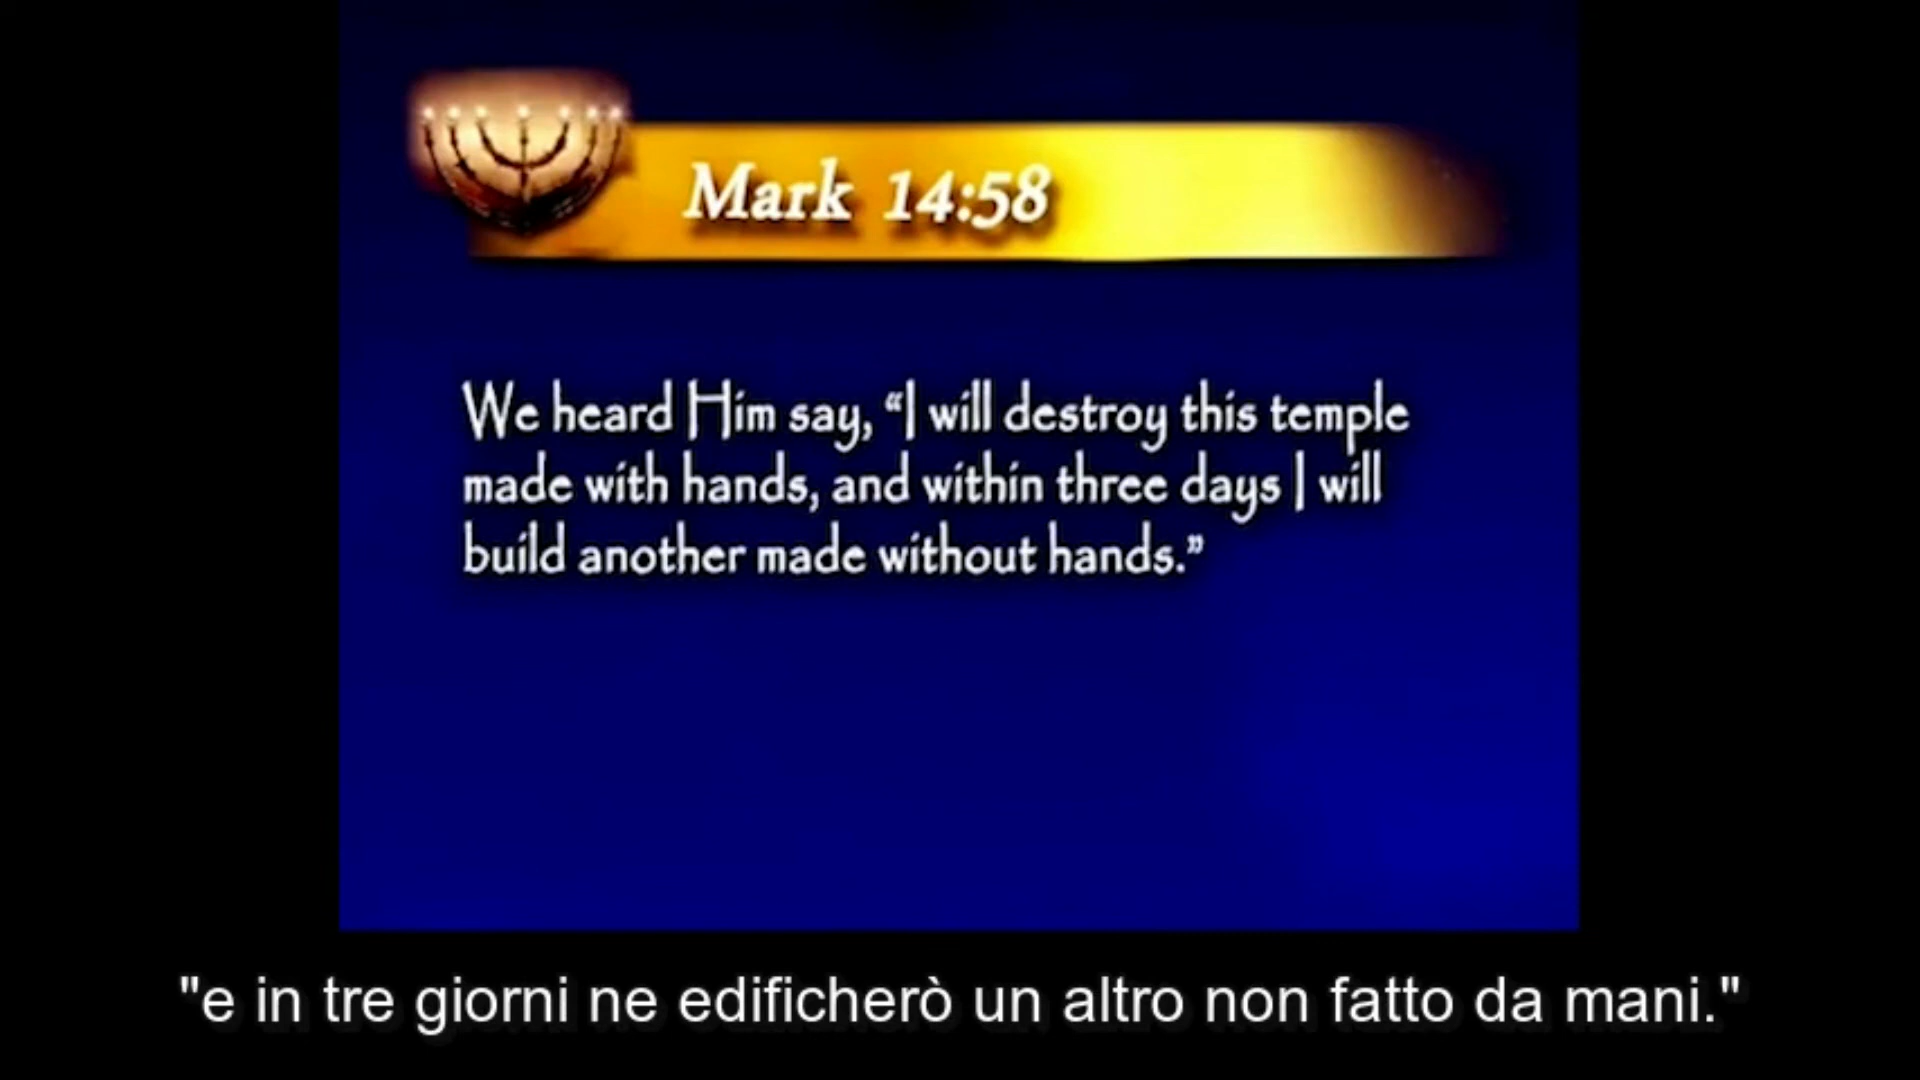 Mark 14:58
We heard Him say, “I will destroy this temple
made with hands, and within three days I will
build another made without hands.”
"e in tre giorni ne edificherò un altro non fatto da mani."